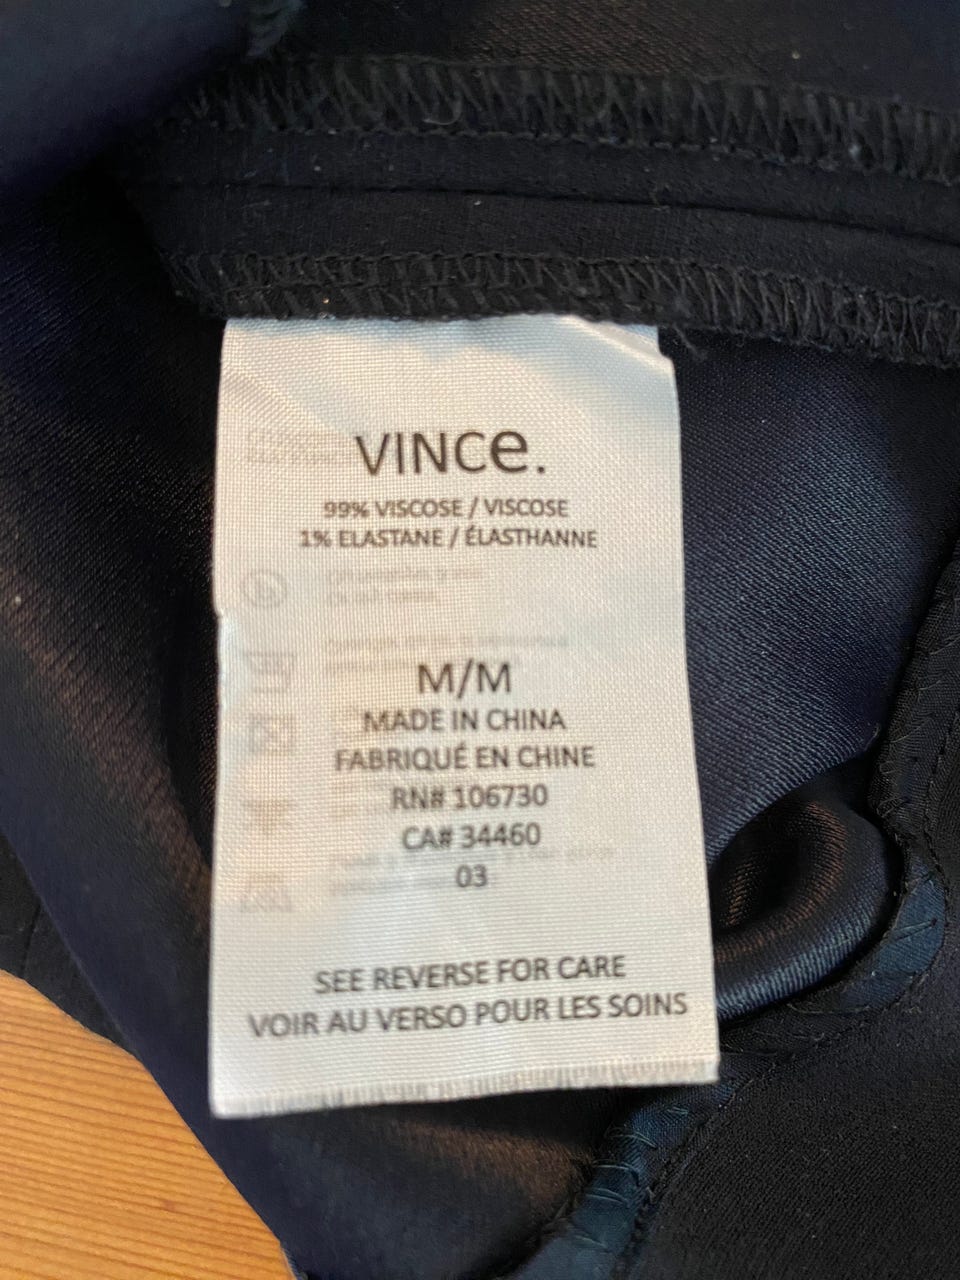 VINCe.
99% VISCOSE / VISCOSE
1% ELASTANE / ÉLASTHANNE
M/M
MADE IN CHINA
FABRIQUÉ EN CHINE
RN# 106730
CA# 34460
03
SEE REVERSE FOR CARE
VOIR AU VERSO POUR LES SOINS